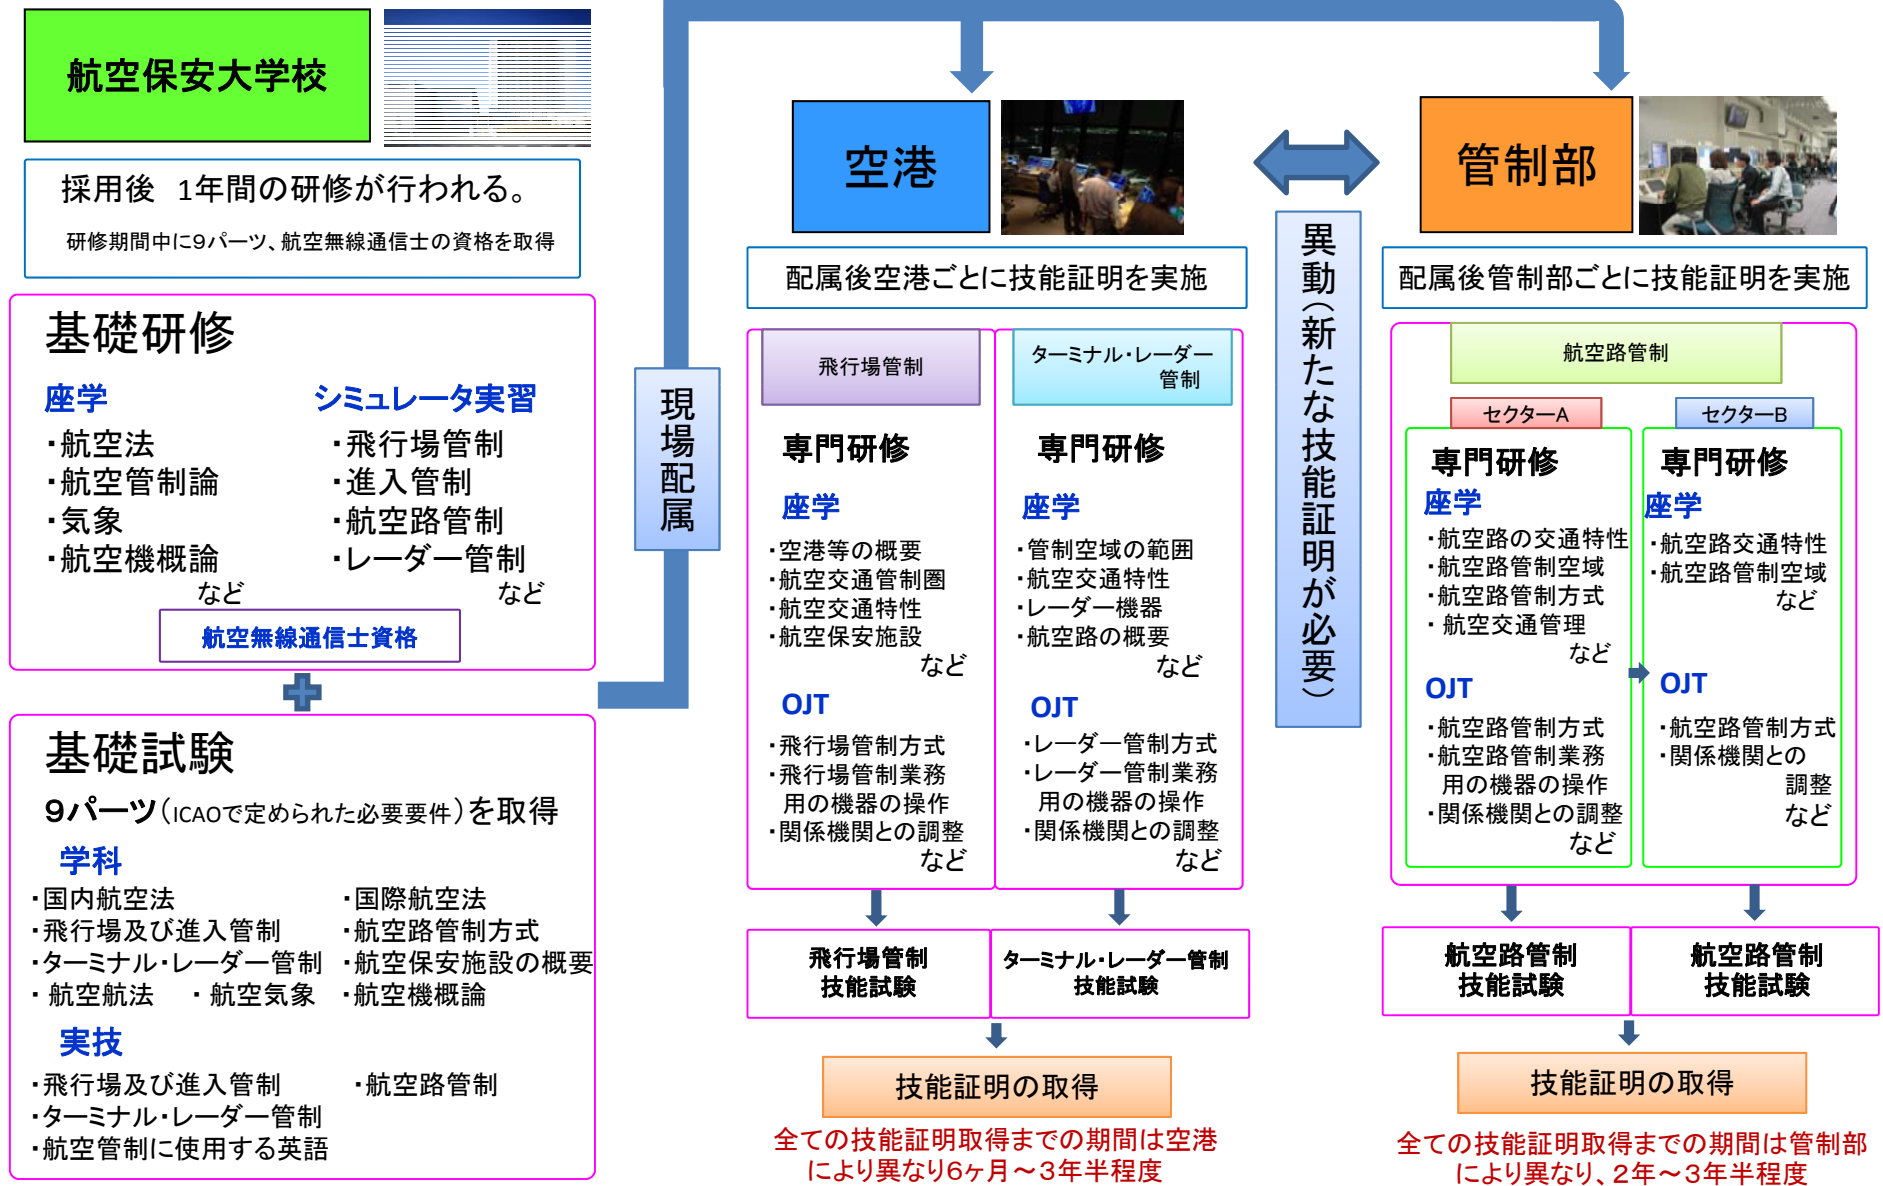 航空保安大学校
採用後　1年間の研修が行われる。
研修期間中に９パーツ、航空無線通信士の資格を取得
基礎研修
座学
・航空法
・航空管制論
・気象
・航空機概論
など
シミュレータ実習
・飛行場管制
・進入管制
・航空路管制
・レーダー管制
など
航空無線通信士資格
基礎試験
９パーツ（ICAOで定められた必要要件）を取得
学科
・国内航空法
・国際航空法
・飛行場及び進入管制
・航空路管制方式
・ターミナル・レーダー管制
・航空保安施設の概要
・航空航法
・航空気象
・航空機概論
実技
・飛行場及び進入管制
・航空路管制
・ターミナル・レーダー管制
・航空管制に使用する英語
現場配属
空港
配属後空港ごとに技能証明を実施
飛行場管制
専門研修
座学
・空港等の概要
・航空交通管制圏
・航空交通特性
・航空保安施設
など
OJT
・飛行場管制方式
・飛行場管制業務
用の機器の操作
・関係機関との調整
など
ターミナル・レーダー
管制
専門研修
座学
・管制空域の範囲
・航空交通特性
・レーダー機器
・航空路の概要
など
OJT
・レーダー管制方式
・レーダー管制業務
用の機器の操作
・関係機関との調整
など
飛行場管制
技能試験
ターミナル・レーダー管制
技能試験
技能証明の取得
全ての技能証明取得までの期間は空港
により異なり６ヶ月～３年半程度
異動（新たな技能証明が必要）
管制部
配属後管制部ごとに技能証明を実施
航空路管制
セクターA
専門研修
座学
・航空路の交通特性
・航空路管制空域
・航空路管制方式
・航空交通管理
など
OJT
・航空路管制方式
・航空路管制業務
用の機器の操作
・関係機関との調整
など
セクターB
専門研修
座学
・航空路交通特性
・航空路管制空域
など
OJT
・航空路管制方式
・関係機関との
調整
など
航空路管制
技能試験
航空路管制
技能試験
技能証明の取得
全ての技能証明取得までの期間は管制部
により異なり、２年～３年半程度